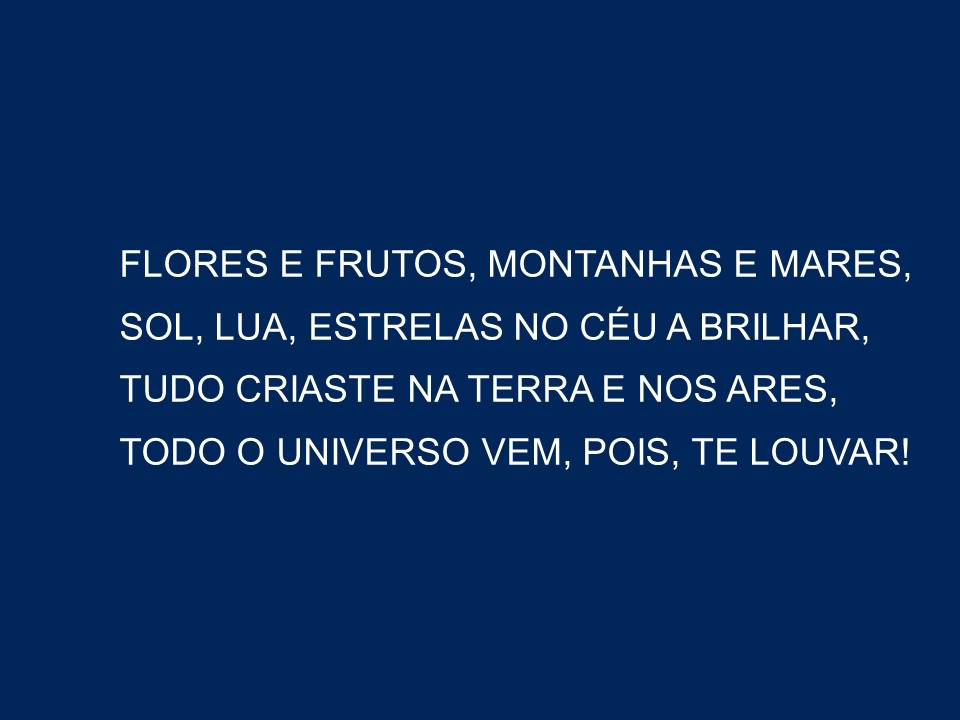 FLORES E FRUTOS, MONTANHAS E MARES,
SOL, LUA, ESTRELAS NO CÉU A BRILHAR,
TUDO CRIASTE NA TERRA E NOS ARES,
TODO O UNIVERSO VEM, POIS, TE LOUVAR!